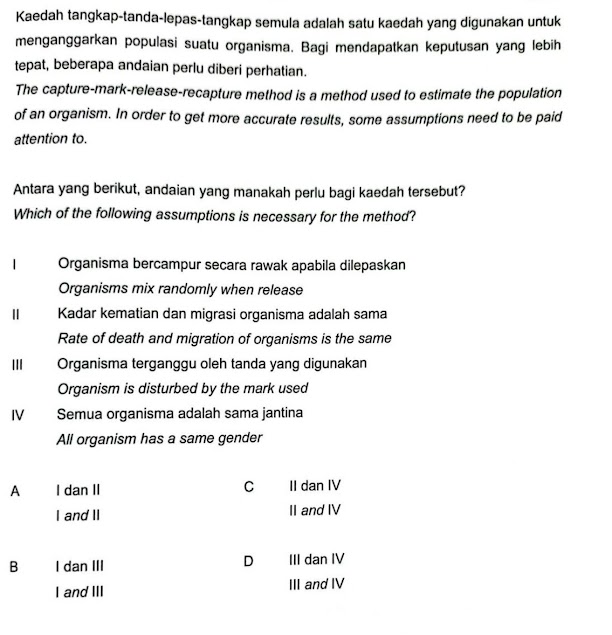 Kaedah tangkap-tanda-lepas-tangkap semula adalah satu kaedah yang digunakan untuk
menganggarkan populasi suatu organisma. Bagi mendapatkan keputusan yang lebih
tepat, beberapa andaian perlu diberi perhatian.
The capture-mark-release-recapture method is a method used to estimate the population
of an organism. In order to get more accurate results, some assumptions need to be paid
attention to.
Antara yang berikut, andaian yang manakah perlu bagi kaedah tersebut?
Which of the following assumptions is necessary for the method?
I Organisma bercampur secara rawak apabila dilepaskan
Organisms mix randomly when release
II Kadar kematian dan migrasi organisma adalah sama
Rate of death and migration of organisms is the same
III Organisma terganggu oleh tanda yang digunakan
Organism is disturbed by the mark used
IV Semua organisma adalah sama jantina
All organism has a same gender
A I dan II C II dan IV
I and II II and IV
B I dan III D III dan IV
I and III III and IV